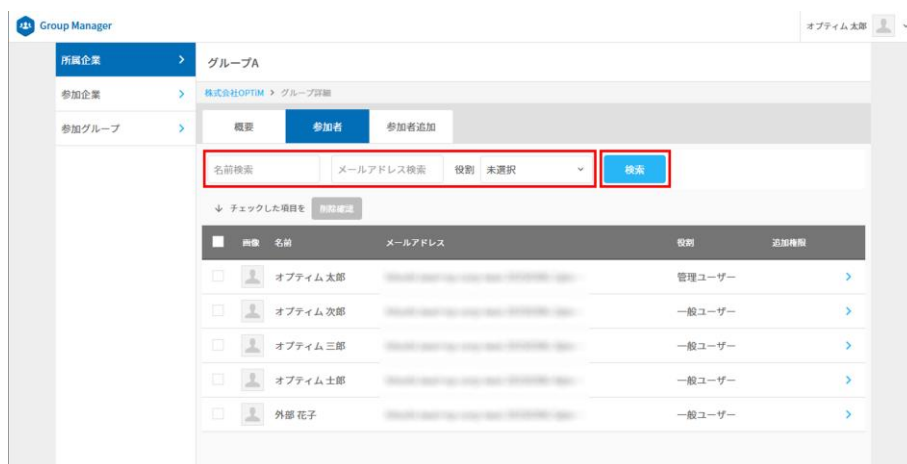 Group Manager
オプティム 太郎
所属企業
参加企業
参加グループ
グループA
株式会社OPTiM > グループ詳細
概要 参加者 参加者追加
名前検索 メールアドレス検索 役割 未選択 検索
↓ チェックした項目を 削除確認
画像 名前 メールアドレス 役割 追加権限
オプティム 太郎 管理ユーザー
オプティム 次郎 一般ユーザー
オプティム 三郎 一般ユーザー
オプティム 士郎 一般ユーザー
外部 花子 一般ユーザー